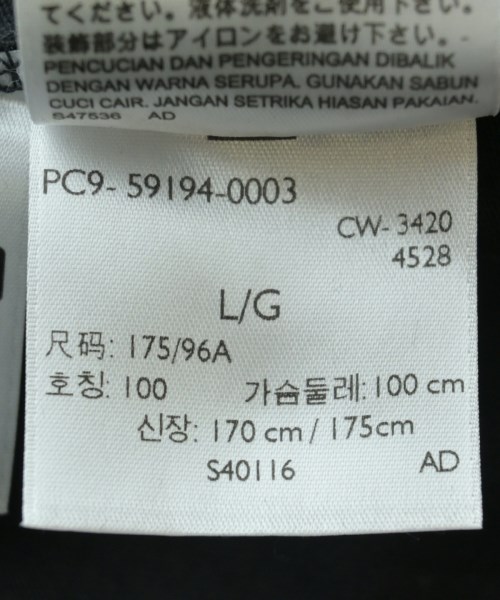 てください。液体洗剤をご使用下さい。
装飾部分はアイロンをお避け下さい。
PENCUCIAN DAN PENGERINGAN DIBALIK
DENGAN WARNA SERUPA. GUNAKAN SABUN
CUCI CAIR. JANGAN SETRIKA HIASAN PAKAIAN.
S47536 AD
PC9- 59194-0003
CW- 3420
4528
L/G
尺码: 175/96A
호칭: 100 가슴둘레: 100 cm
신장: 170 cm / 175cm
S40116 AD